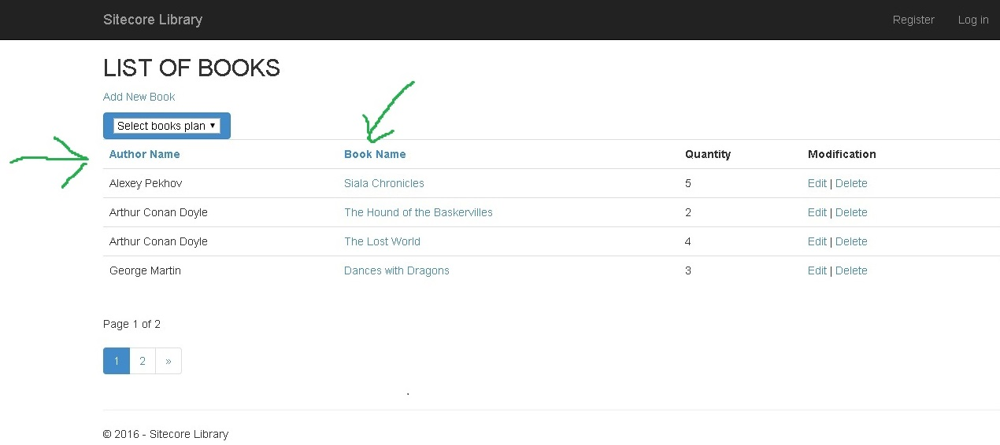 Sitecore Library Register Log in
LIST OF BOOKS
Add New Book
Select books plan ▼
Author Name Book Name Quantity Modification
Alexey Pekhov Siala Chronicles 5 Edit | Delete
Arthur Conan Doyle The Hound of the Baskervilles 2 Edit | Delete
Arthur Conan Doyle The Lost World 4 Edit | Delete
George Martin Dances with Dragons 3 Edit | Delete
Page 1 of 2
1 2 »
.
© 2016 - Sitecore Library